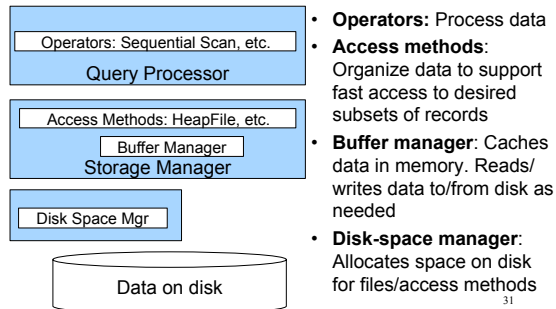 Operators: Sequential Scan, etc.
Query Processor
Access Methods: HeapFile, etc.
Buffer Manager
Storage Manager
Disk Space Mgr
Data on disk
• Operators: Process data
• Access methods:
Organize data to support
fast access to desired
subsets of records
• Buffer manager: Caches
data in memory. Reads/
writes data to/from disk as
needed
• Disk-space manager:
Allocates space on disk
for files/access methods
31